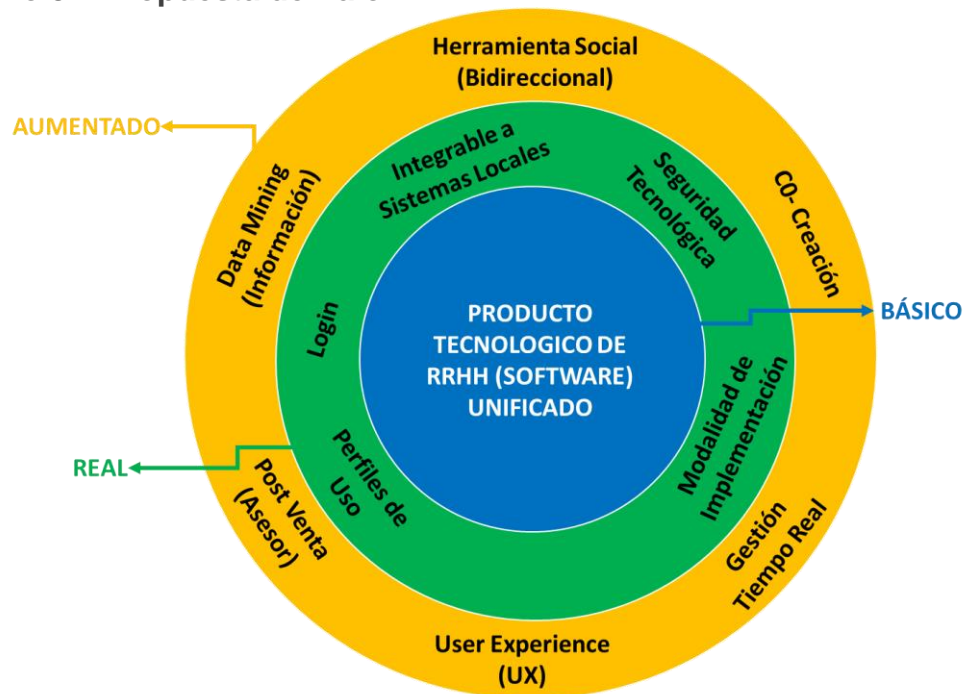 Herramienta Social
(Bidireccional)
AUMENTADO
Integrable a
Sistemas Locales
Seguridad
Tecnológica
Data Mining
(Información)
C0- Creación
Login
PRODUCTO
TECNOLOGICO DE
RRHH (SOFTWARE)
UNIFICADO
BÁSICO
Modalidad de
Implementación
Perfiles de
Uso
REAL
Post Venta
(Asesor)
Gestión
Tiempo Real
User Experience
(UX)